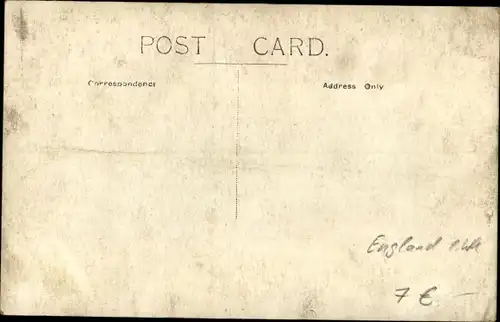 POST CARD.
Correspondence
Address Only
England
7 € —